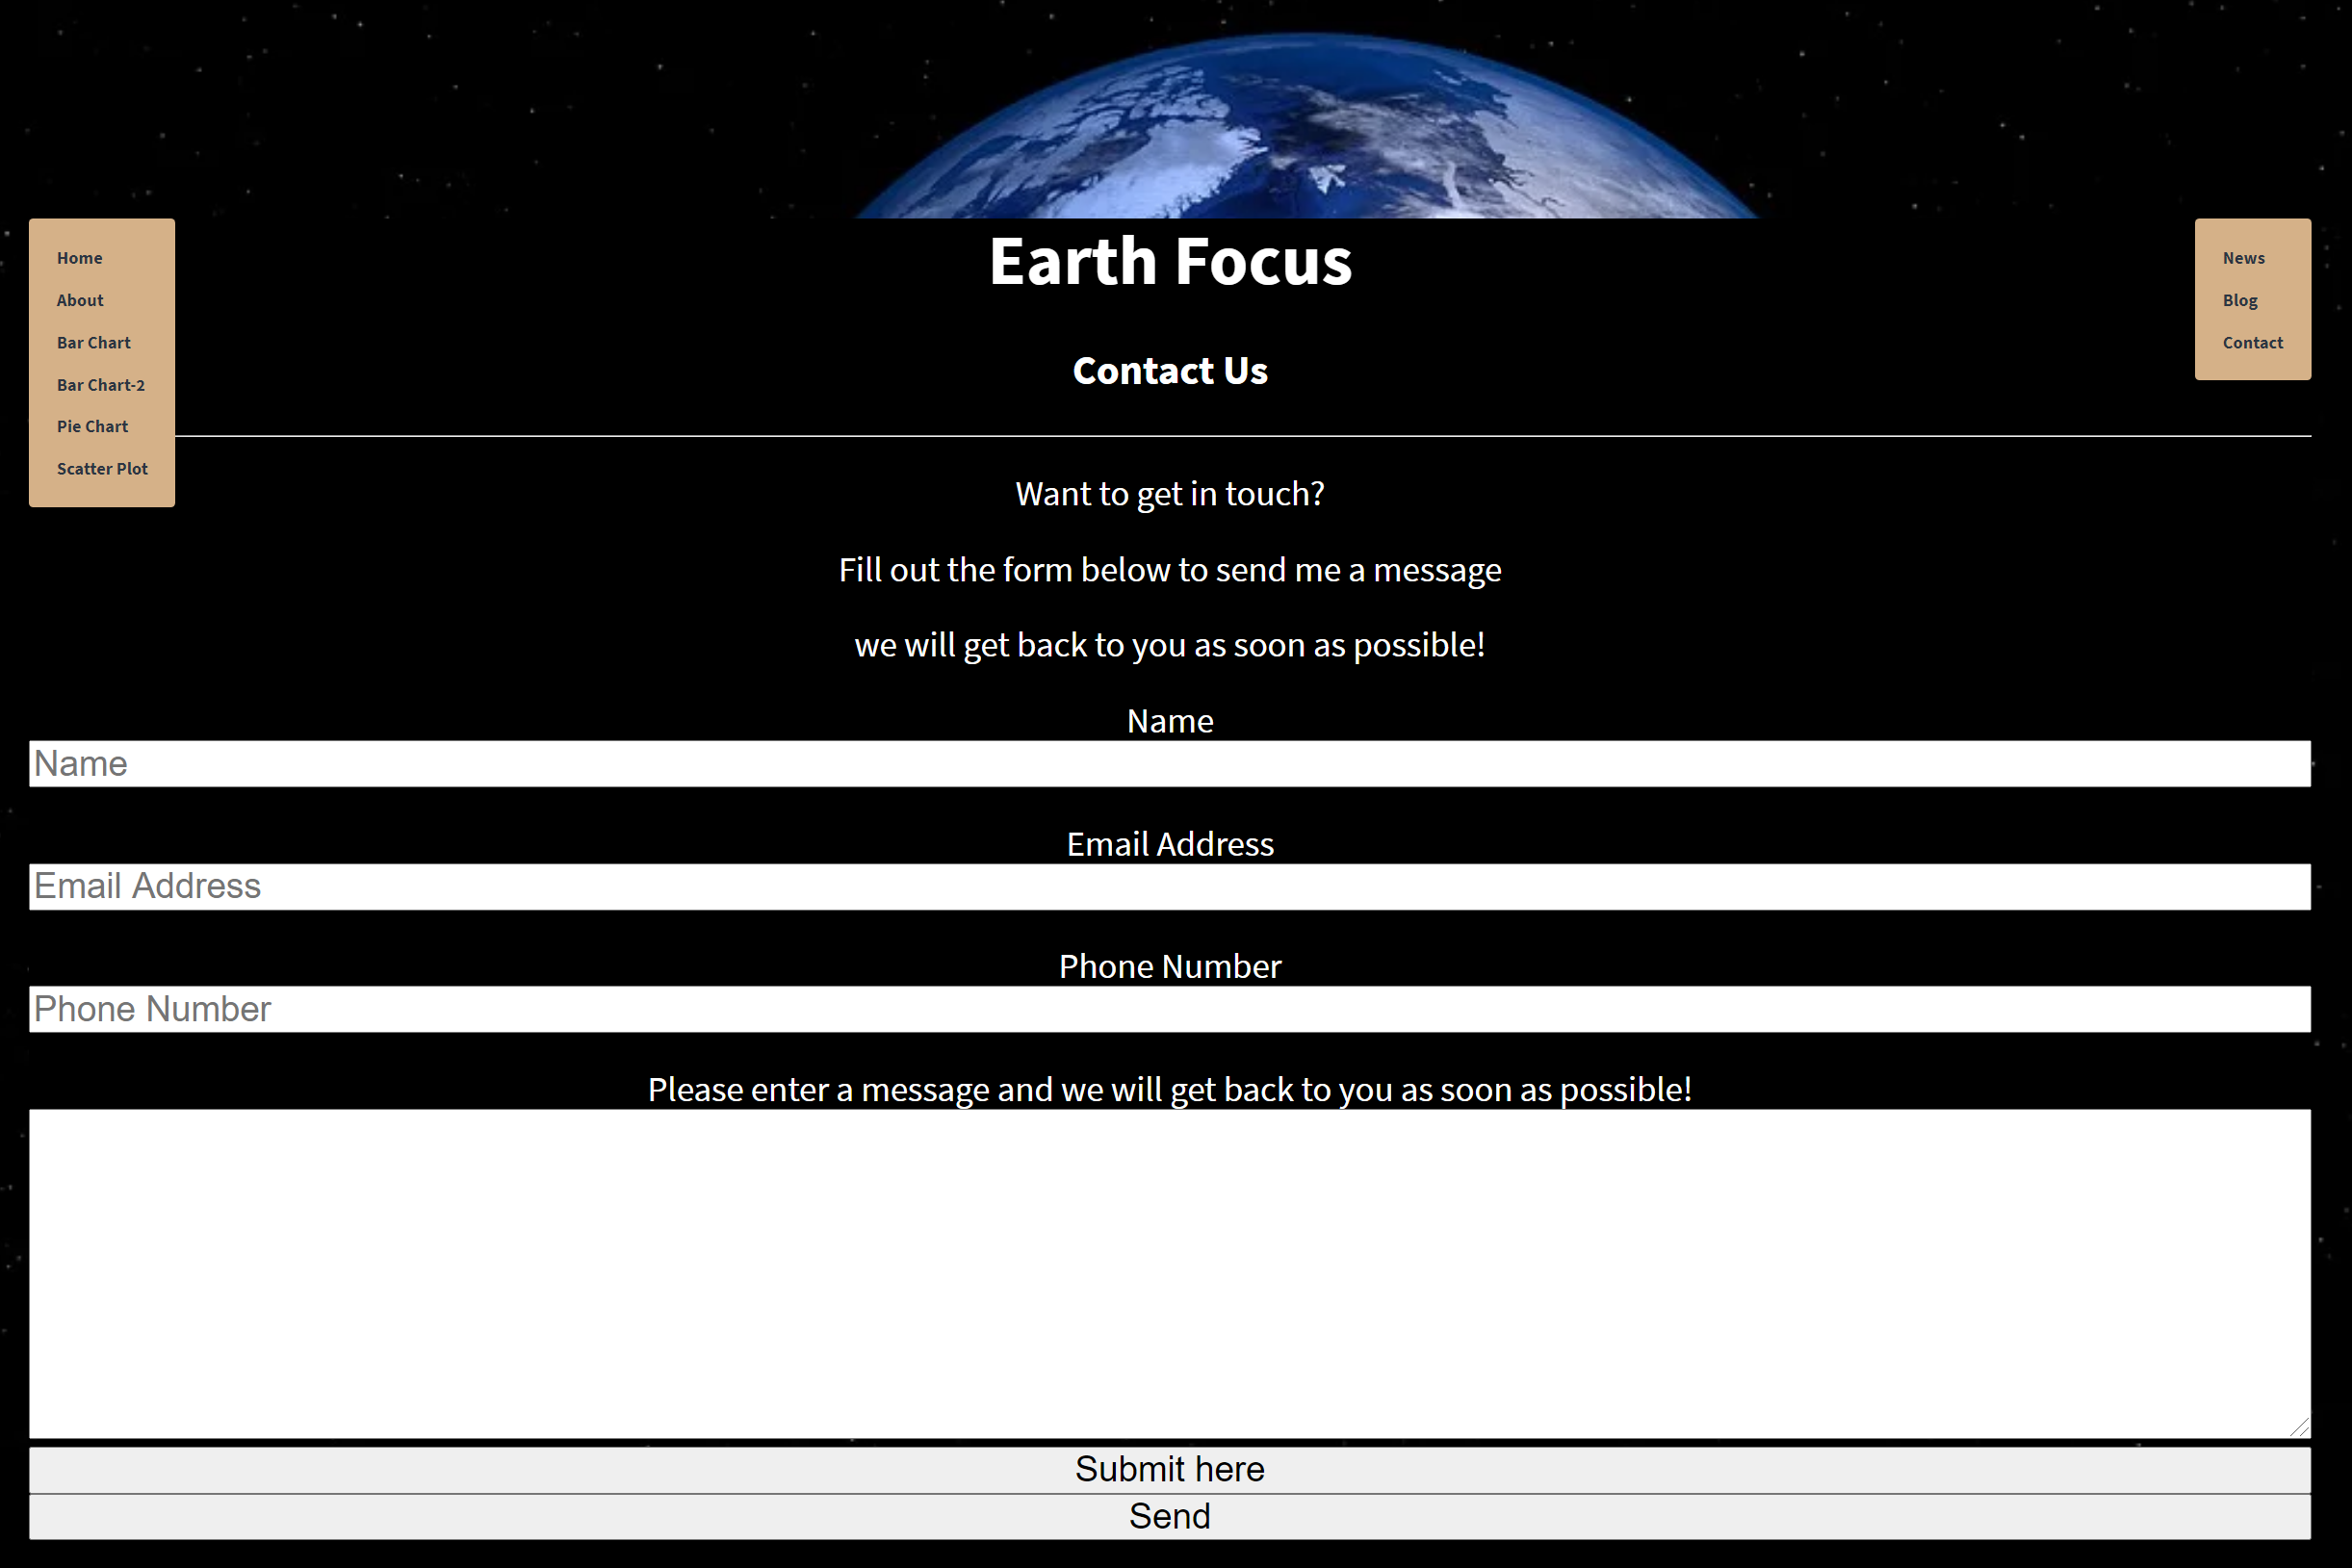 Home
About
Bar Chart
Bar Chart-2
Pie Chart
Scatter Plot
News
Blog
Contact
Earth Focus
Contact Us
Want to get in touch?
Fill out the form below to send me a message
we will get back to you as soon as possible!
Name
Name
Email Address
Email Address
Phone Number
Phone Number
Please enter a message and we will get back to you as soon as possible!
Submit here
Send